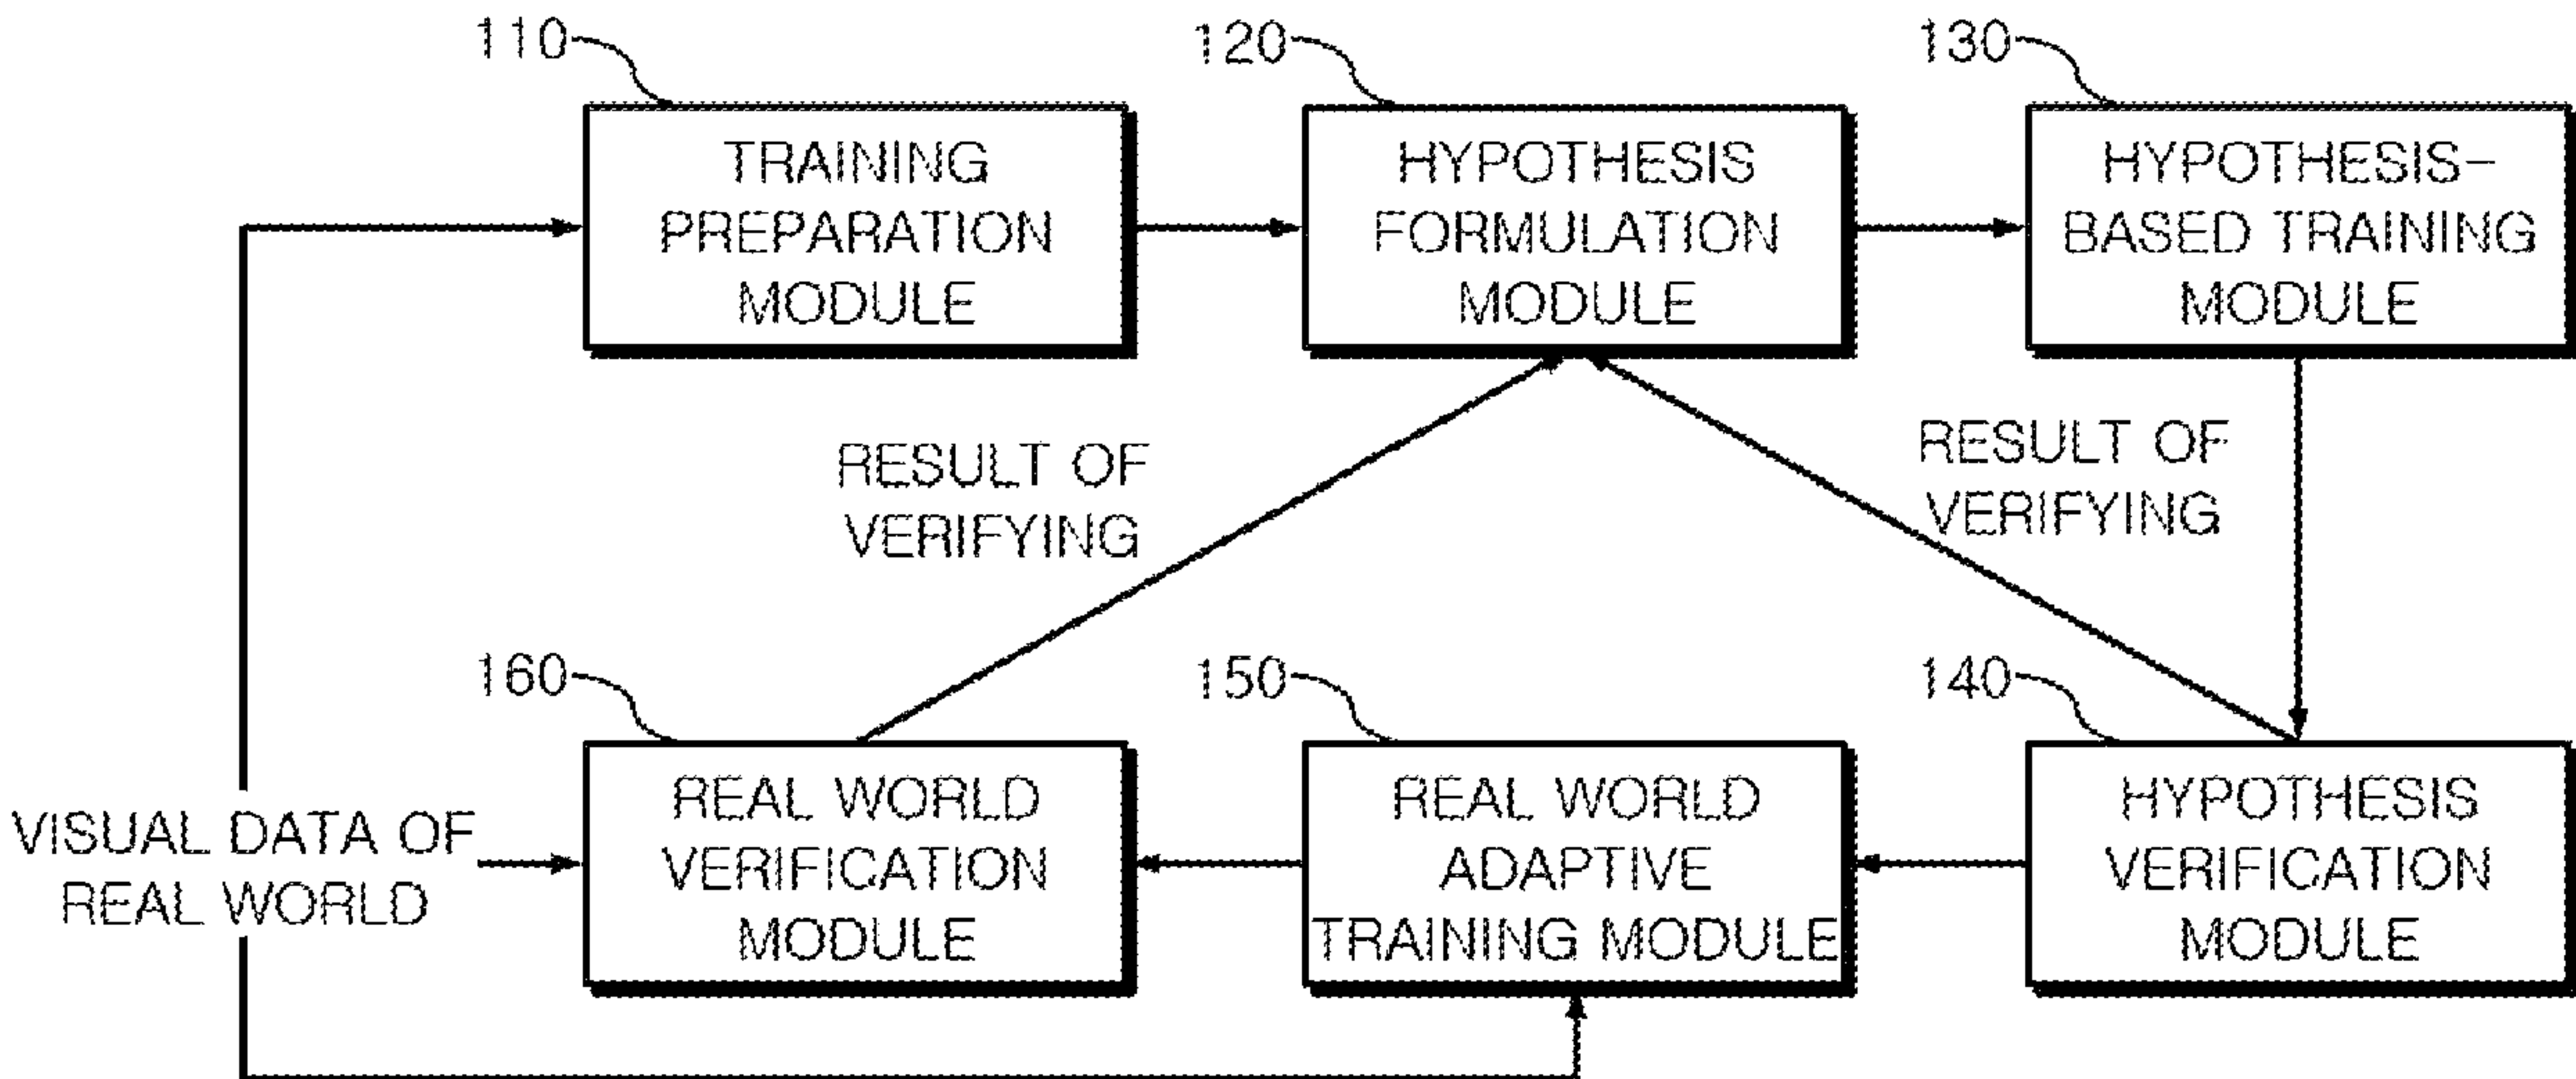 110
TRAINING
PREPARATION
MODULE
120
HYPOTHESIS
FORMULATION
MODULE
130
HYPOTHESIS-
BASED TRAINING
MODULE
RESULT OF
VERIFYING
RESULT OF
VERIFYING
VISUAL DATA OF
REAL WORLD
160
REAL WORLD
VERIFICATION
MODULE
150
REAL WORLD
ADAPTIVE
TRAINING MODULE
140
HYPOTHESIS
VERIFICATION
MODULE